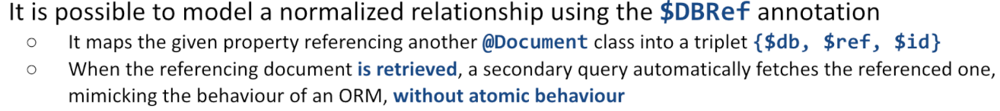 It is possible to model a normalized relationship using the $DBRef annotation
○ It maps the given property referencing another @Document class into a triplet {$db, $ref, $id}
○ When the referencing document is retrieved, a secondary query automatically fetches the referenced one,
mimicking the behaviour of an ORM, without atomic behaviour